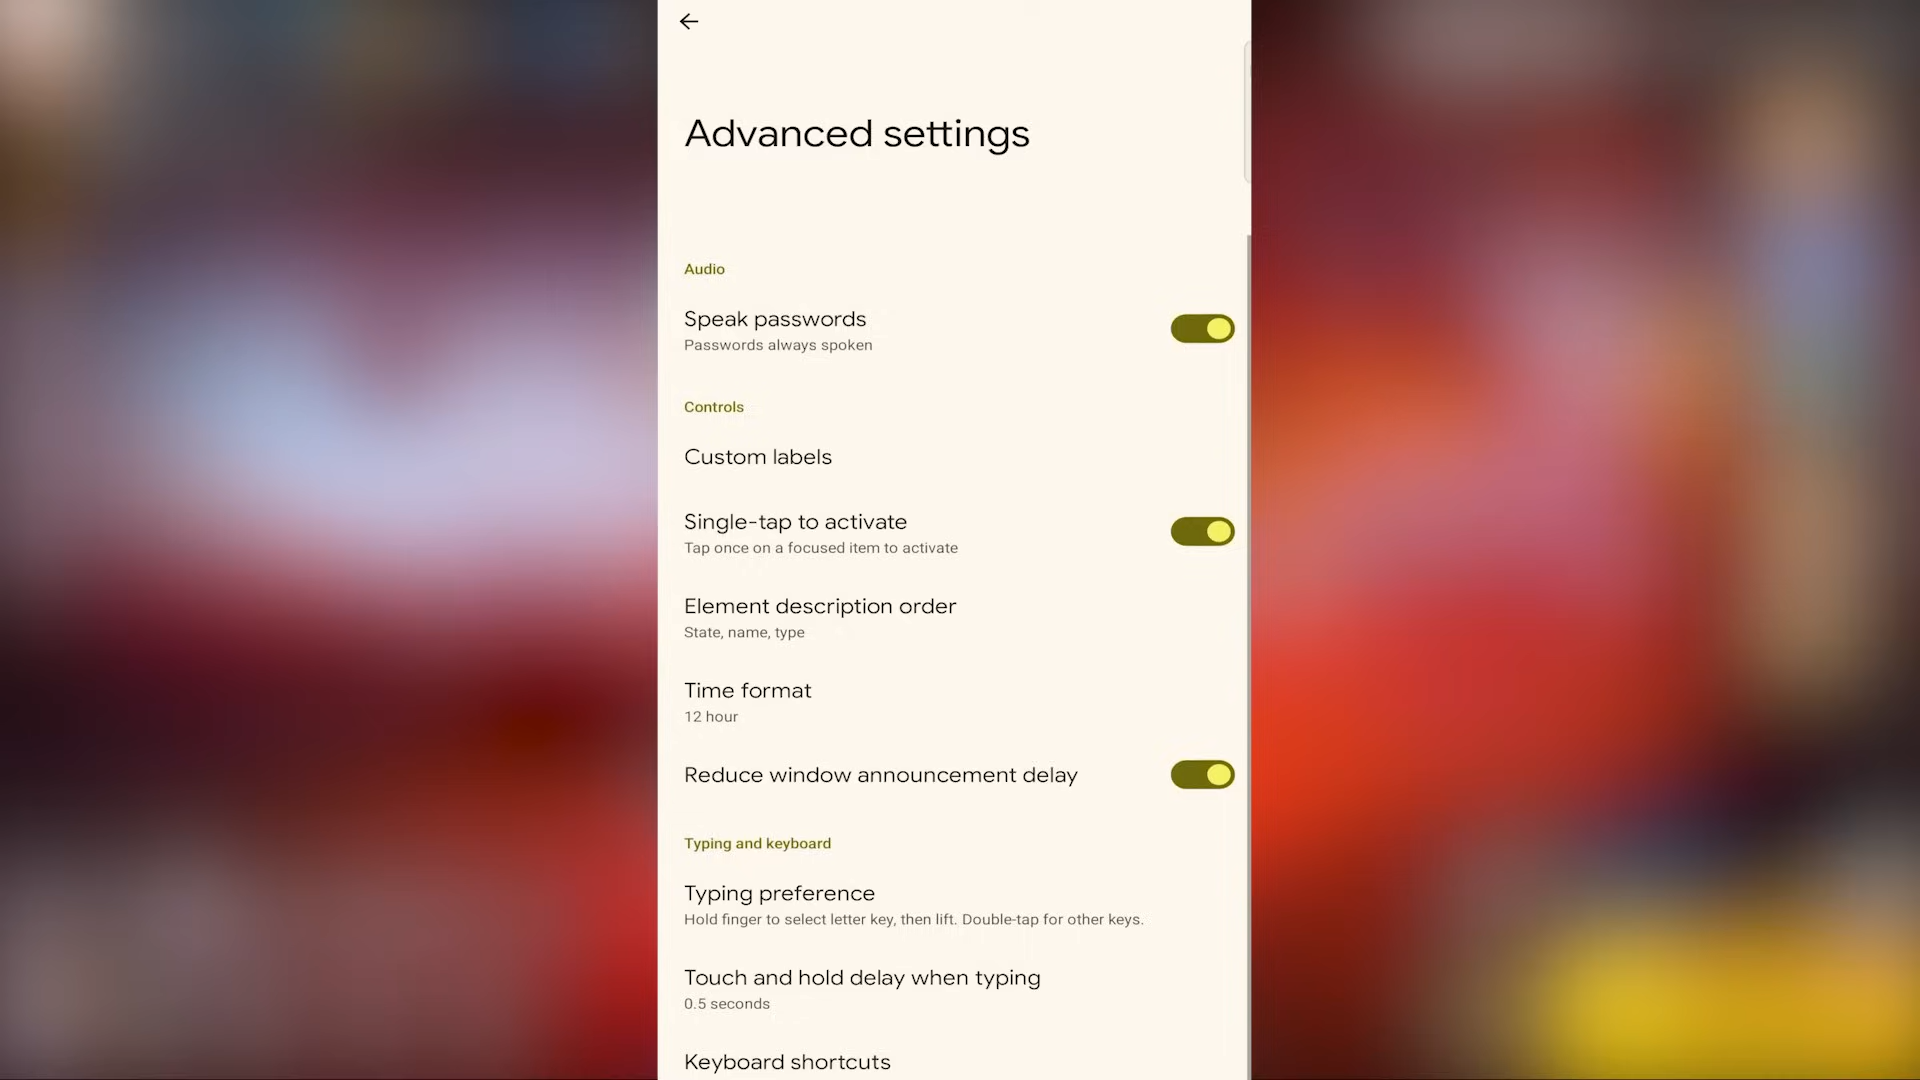 Advanced settings
Audio
Speak passwords
Passwords always spoken
Controls
Custom labels
Single-tap to activate
Tap once on a focused item to activate
Element description order
State, name, type
Time format
12 hour
Reduce window announcement delay
Typing and keyboard
Typing preference
Hold finger to select letter key, then lift. Double-tap for other keys.
Touch and hold delay when typing
0.5 seconds
Keyboard shortcuts